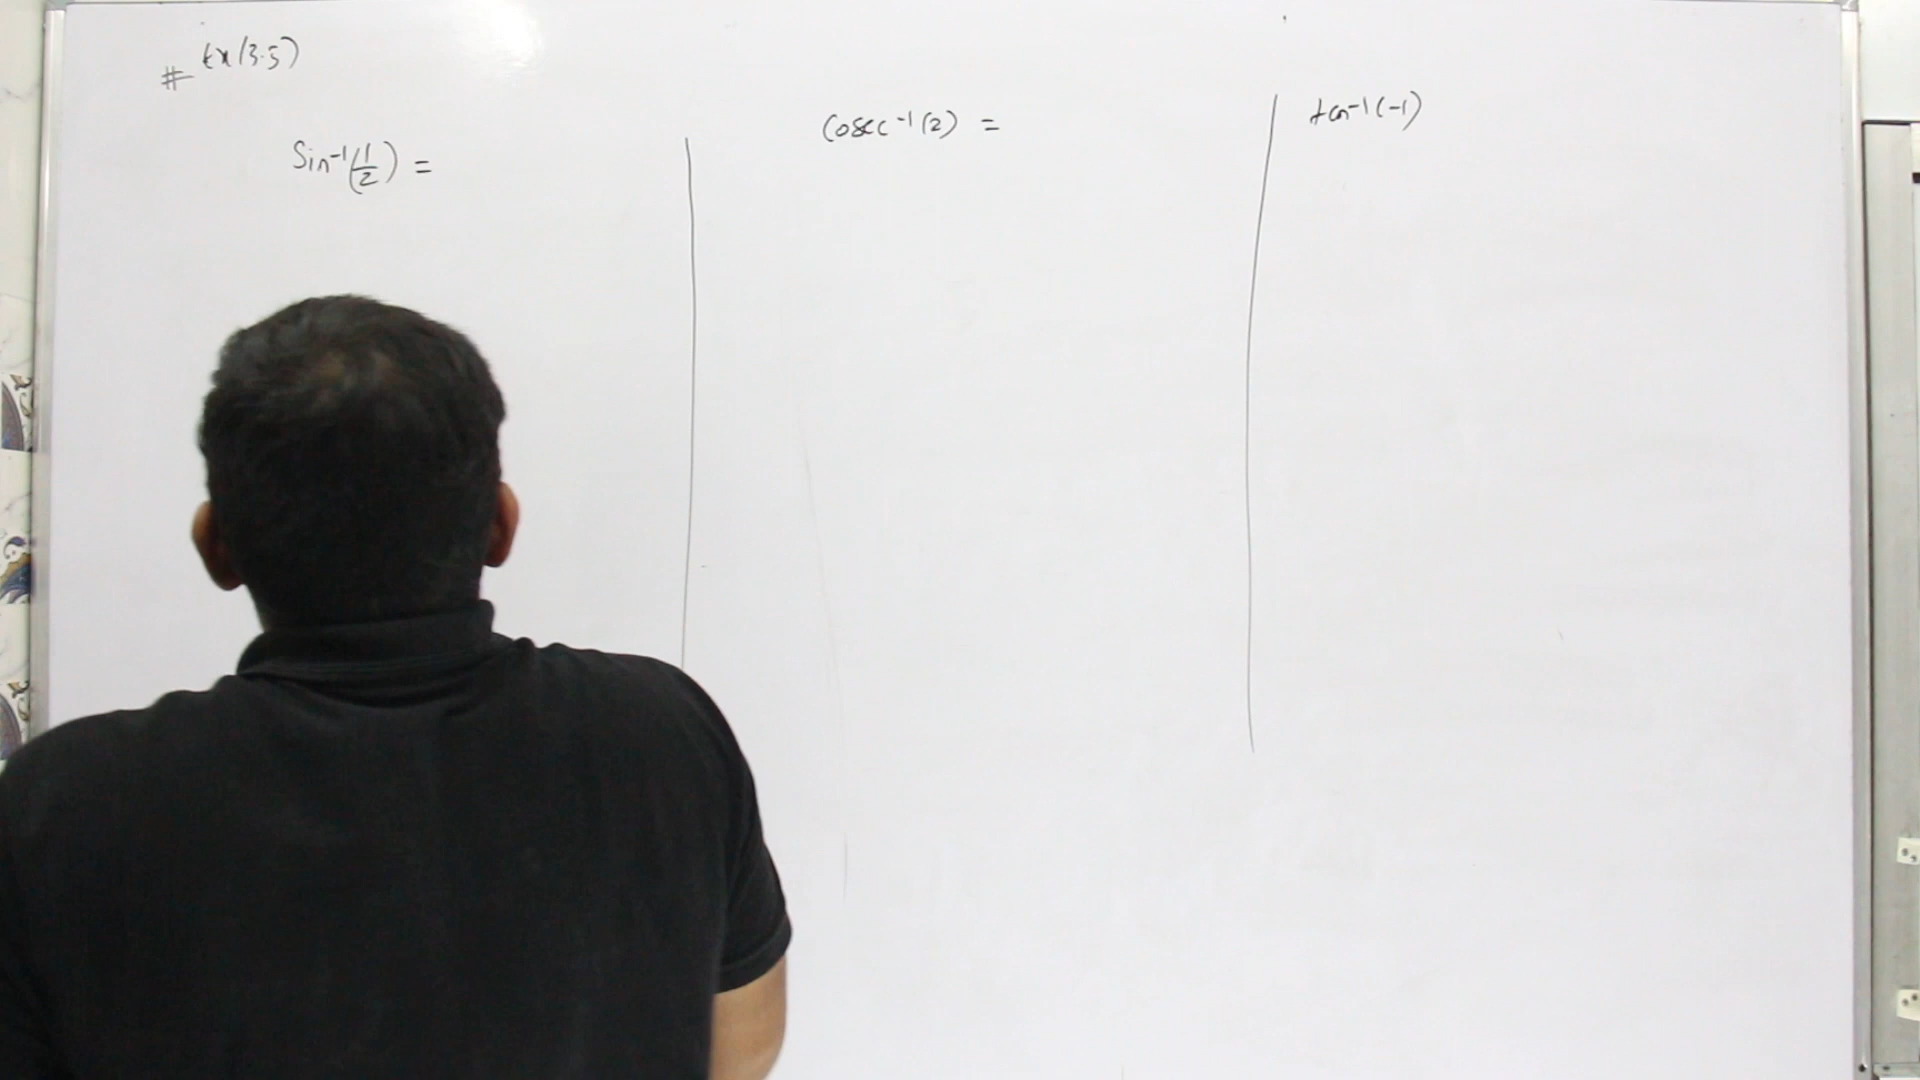 # Ex(3.5)
Sin⁻¹(1/2) =
Cosec⁻¹(2) =
tan⁻¹(-1)